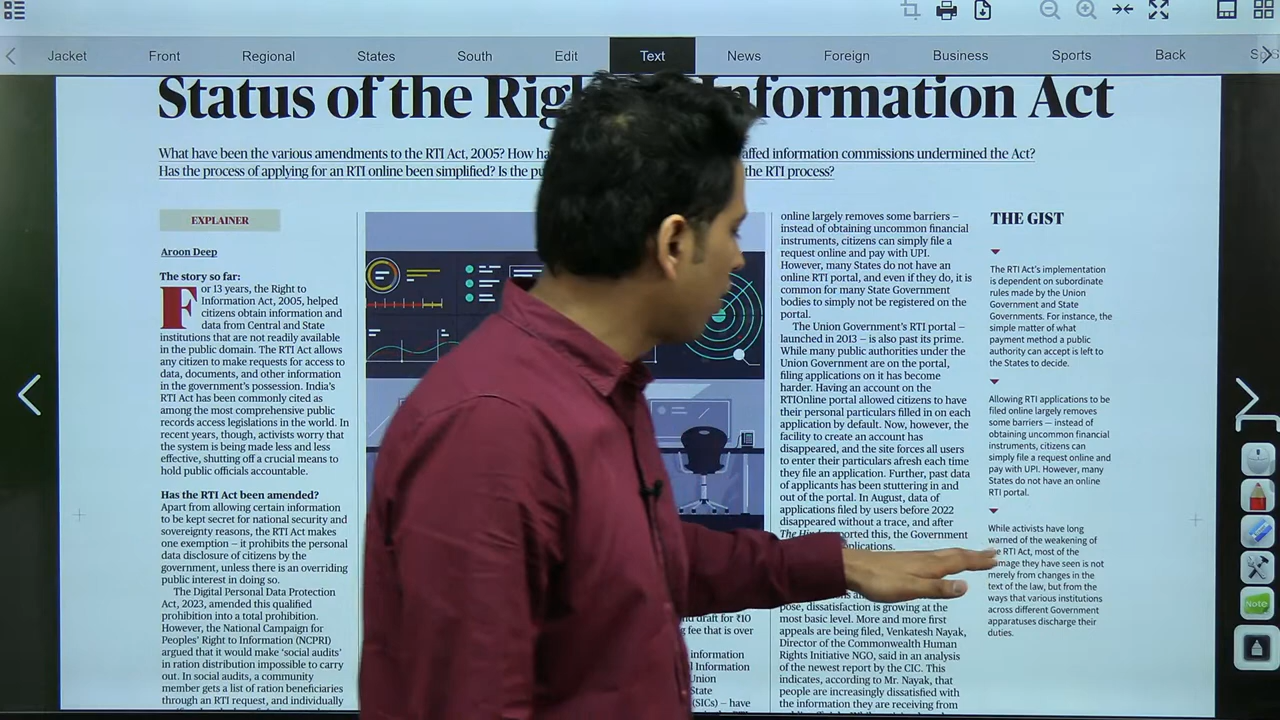 Jacket Front Regional States South Edit Text News Foreign Business Sports Back
Status of the Rig nformation Act
What have been the various amendments to the RTI Act, 2005? How ha affed information commissions undermined the Act?
Has the process of applying for an RTI online been simplified? Is the pu the RTI process?
EXPLAINER
Aroon Deep
The story so far:
For 13 years, the Right to
Information Act, 2005, helped
citizens obtain information and
data from Central and State
institutions that are not readily available
in the public domain. The RTI Act allows
any citizen to make requests for access to
data, documents, and other information
in the government's possession. India's
RTI Act has been commonly cited as
among the most comprehensive public
records access legislations in the world. In
recent years, though, activists worry that
the system is being made less and less
effective, shutting off a crucial means to
hold public officials accountable.
Has the RTI Act been amended?
Apart from allowing certain information
to be kept secret for national security and
sovereignty reasons, the RTI Act makes
one exemption – it prohibits the personal
data disclosure of citizens by the
government, unless there is an overriding
public interest in doing so.
The Digital Personal Data Protection
Act, 2023, amended this qualified
prohibition into a total prohibition.
However, the National Campaign for
Peoples' Right to Information (NCPRI)
argued that it would make 'social audits'
in ration distribution impossible to carry
out. In social audits, a community
member gets a list of ration beneficiaries
through an RTI request, and individually
d draft for ₹10
g fee that is over
information
l Information
Union
State
(SICs) – have
online largely removes some barriers –
instead of obtaining uncommon financial
instruments, citizens can simply file a
request online and pay with UPI.
However, many States do not have an
online RTI portal, and even if they do, it is
common for many State Government
bodies to simply not be registered on the
portal.
The Union Government's RTI portal –
launched in 2013 – is also past its prime.
While many public authorities under the
Union Government are on the portal,
filing applications on it has become
harder. Having an account on the
RTIOnline portal allowed citizens to have
their personal particulars filled in on each
application by default. Now, however, the
facility to create an account has
disappeared, and the site forces all users
to enter their particulars afresh each time
they file an application. Further, past data
of applicants has been stuttering in and
out of the portal. In August, data of
applications filed by users before 2022
disappeared without a trace, and after
The Hindu reported this, the Government
applications.
pose, dissatisfaction is growing at the
most basic level. More and more first
appeals are being filed, Venkatesh Nayak,
Director of the Commonwealth Human
Rights Initiative NGO, said in an analysis
of the newest report by the CIC. This
indicates, according to Mr. Nayak, that
people are increasingly dissatisfied with
the information they are receiving from
THE GIST
The RTI Act's implementation
is dependent on subordinate
rules made by the Union
Government and State
Governments. For instance, the
simple matter of what
payment method a public
authority can accept is left to
the States to decide.
Allowing RTI applications to be
filed online largely removes
some barriers — instead of
obtaining uncommon financial
instruments, citizens can
simply file a request online and
pay with UPI. However, many
States do not have an online
RTI portal.
While activists have long
warned of the weakening of
the RTI Act, most of the
damage they have seen is not
merely from changes in the
text of the law, but from the
ways that various institutions
across different Government
apparatuses discharge their
duties.
Note